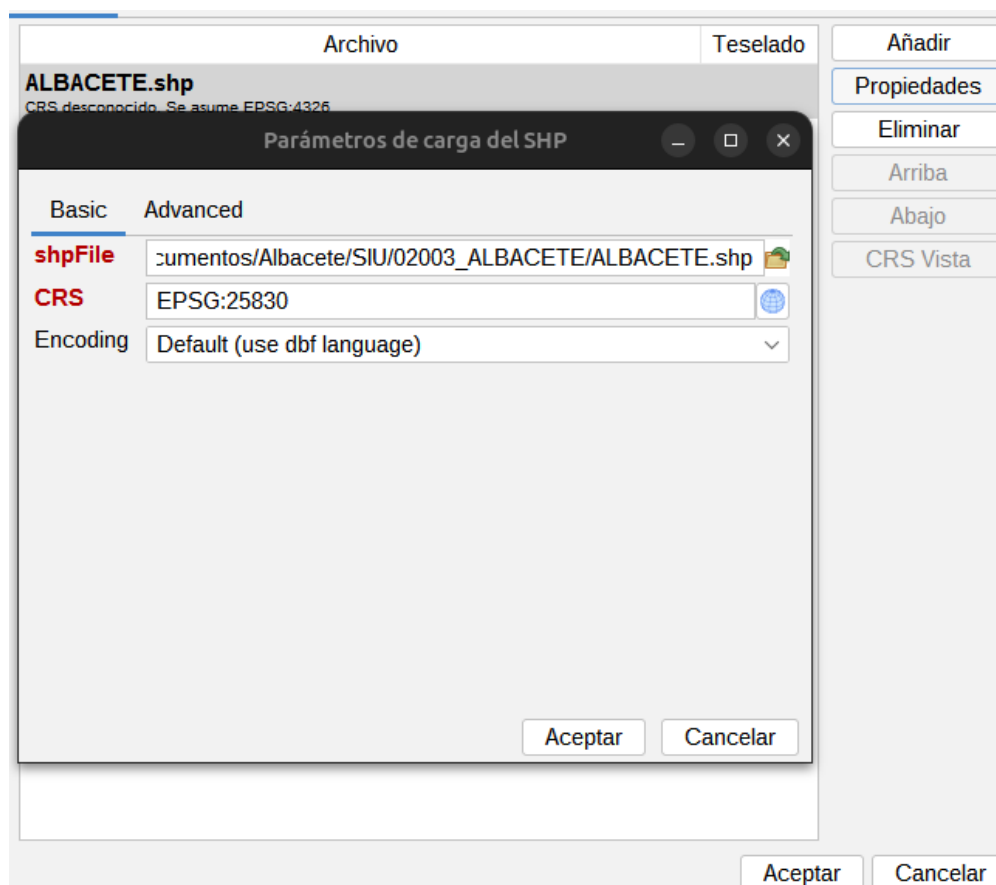 Archivo Teselado Añadir
ALBACETE.shp
CRS desconocido. Se asume EPSG:4326
Propiedades
Eliminar
Arriba
Abajo
CRS Vista
Parámetros de carga del SHP
Basic Advanced
shpFile cumentos/Albacete/SIU/02003_ALBACETE/ALBACETE.shp
CRS EPSG:25830
Encoding Default (use dbf language)
Aceptar Cancelar
Aceptar Cancelar